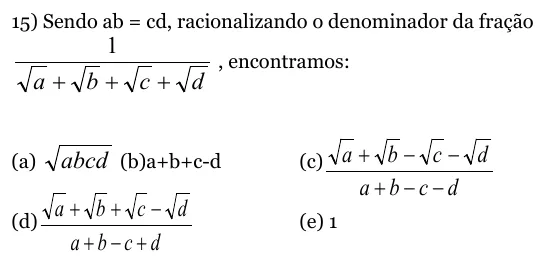 15) Sendo ab = cd, racionalizando o denominador da fração
1/(√a + √b + √c + √d) , encontramos:
(a) √abcd (b)a+b+c-d (c) (√a + √b − √c − √d)/(a + b − c − d)
(d) (√a + √b + √c − √d)/(a + b − c + d) (e) 1